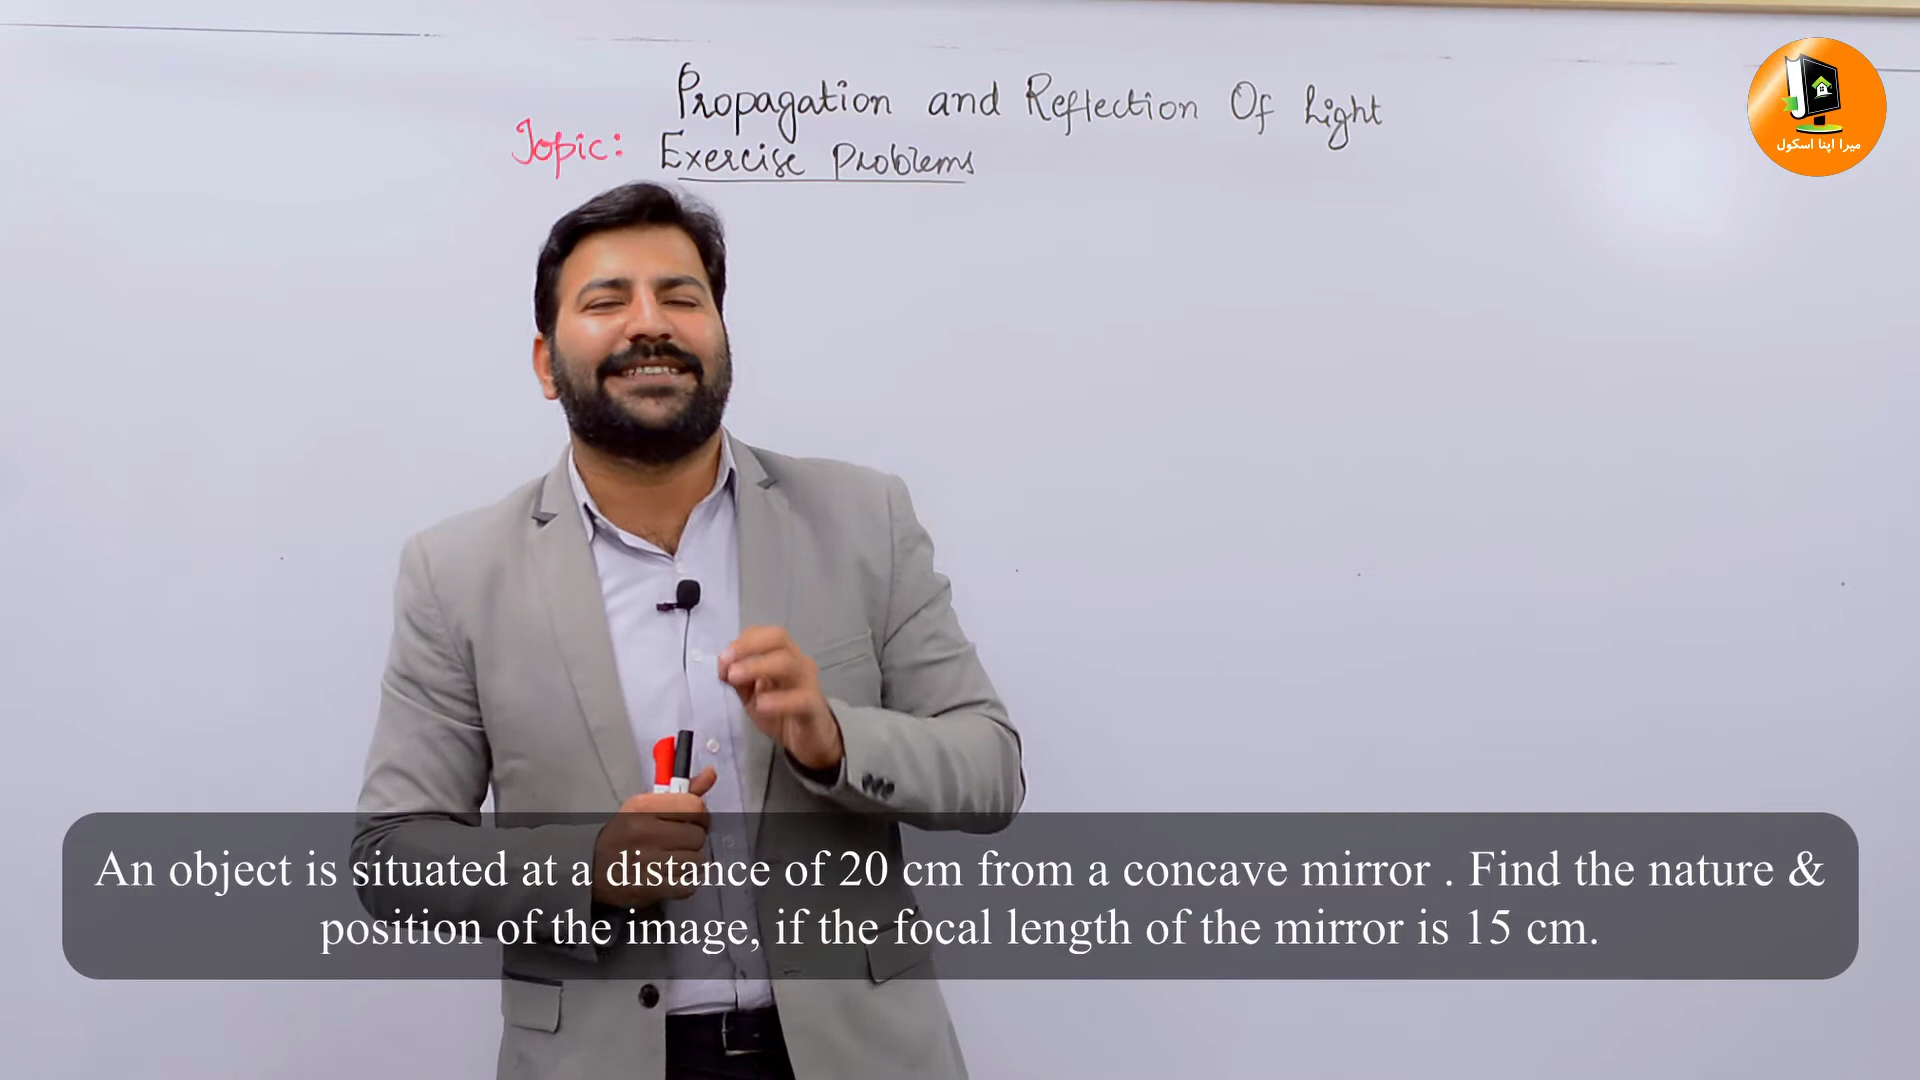 Propagation and Reflection Of Light
Topic: Exercise Problems
میرا اپنا اسکول
An object is situated at a distance of 20 cm from a concave mirror . Find the nature &
position of the image, if the focal length of the mirror is 15 cm.